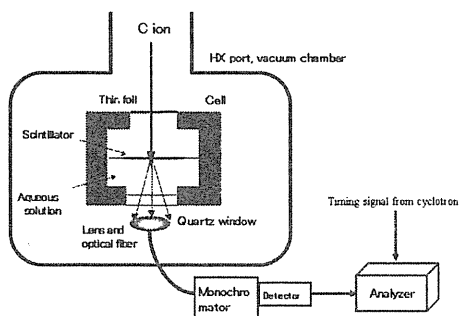 C ion
HX port, vacuum chamber
Thin foil
Cell
Scintillator
Aqueous
solution
Quartz window
Lens and
optical fiber
Timing signal from cyclotron
Monochro
mator
Detector
Analyzer